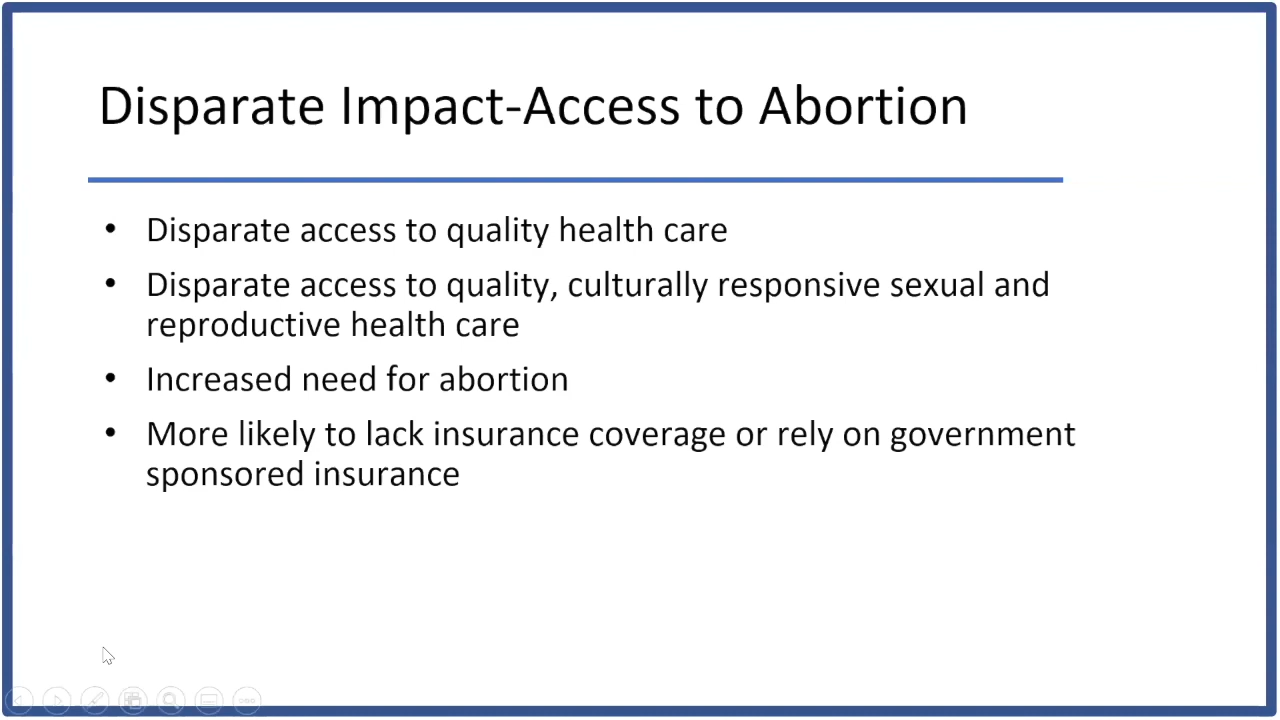 Disparate Impact-Access to Abortion
• Disparate access to quality health care
• Disparate access to quality, culturally responsive sexual and
reproductive health care
• Increased need for abortion
• More likely to lack insurance coverage or rely on government
sponsored insurance